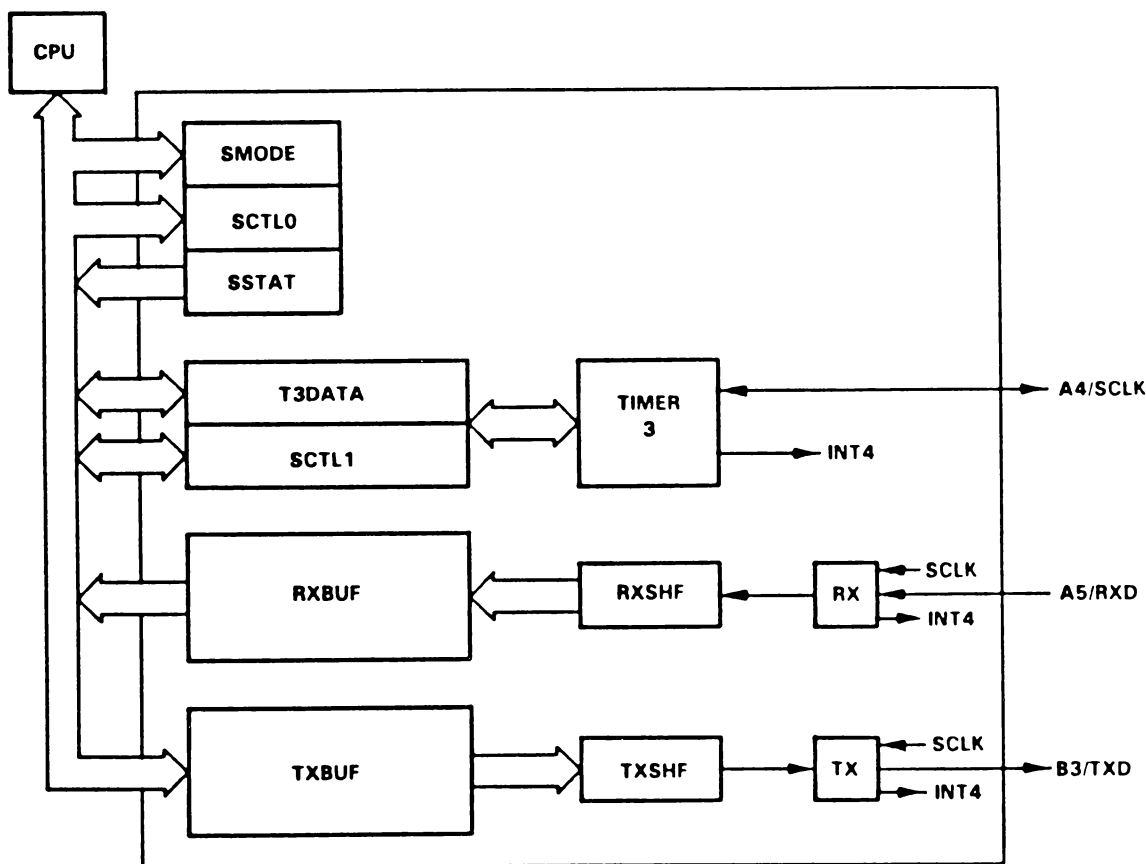 CPU
SMODE
SCTL0
SSTAT
T3DATA
SCTL1
TIMER
3
A4/SCLK
INT4
RXBUF
RXSHF
RX
SCLK
A5/RXD
INT4
TXBUF
TXSHF
TX
SCLK
B3/TXD
INT4